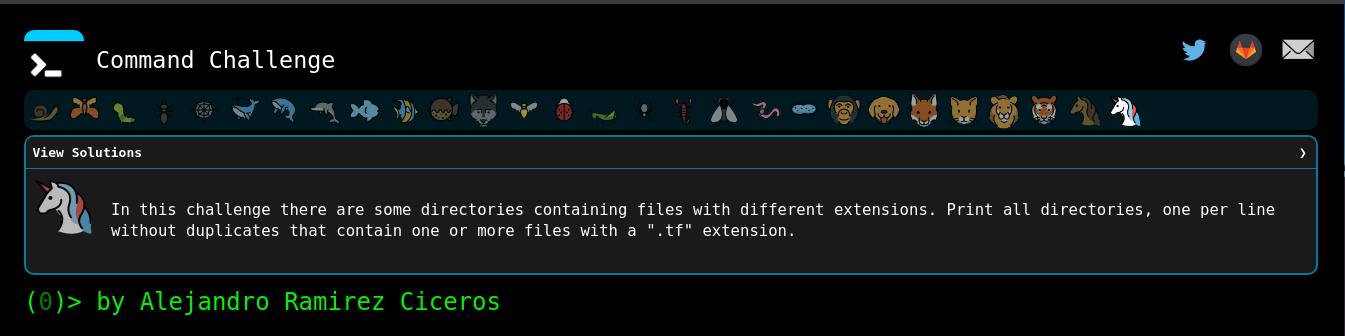 Command Challenge
View Solutions
In this challenge there are some directories containing files with different extensions. Print all directories, one per line
without duplicates that contain one or more files with a ".tf" extension.
(0)> by Alejandro Ramirez Ciceros